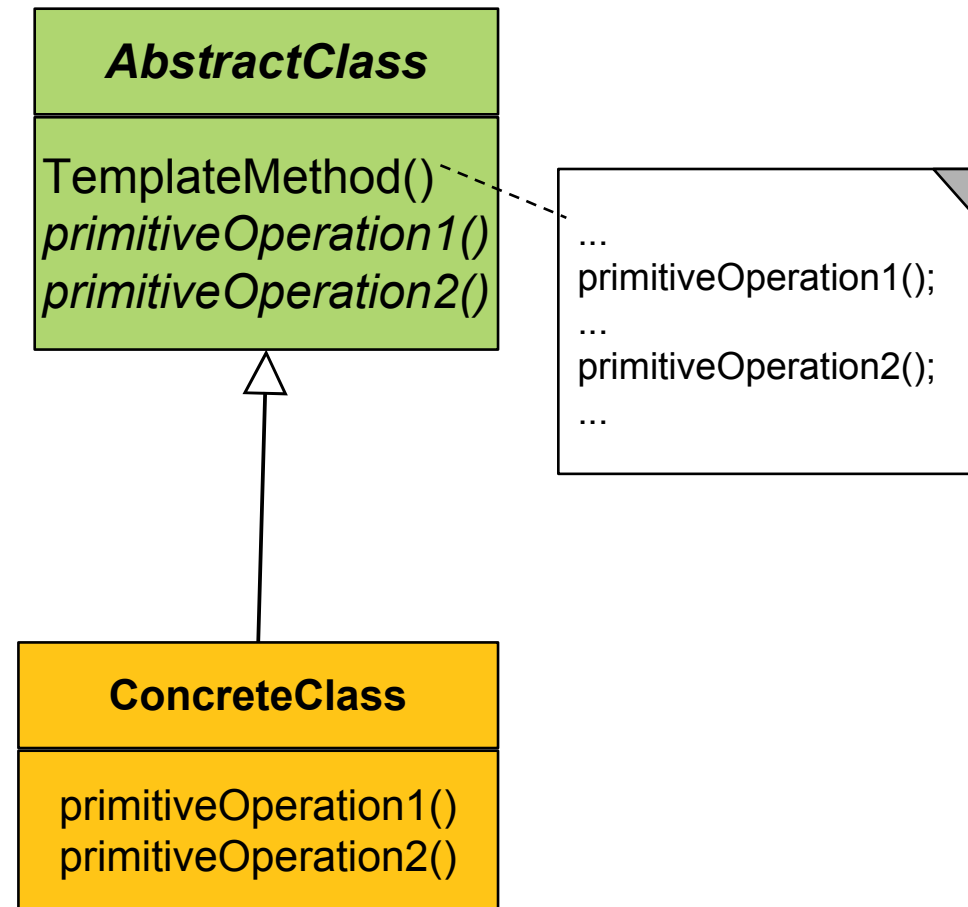 AbstractClass
TemplateMethod()
primitiveOperation1()
primitiveOperation2()
...
primitiveOperation1();
...
primitiveOperation2();
...
ConcreteClass
primitiveOperation1()
primitiveOperation2()